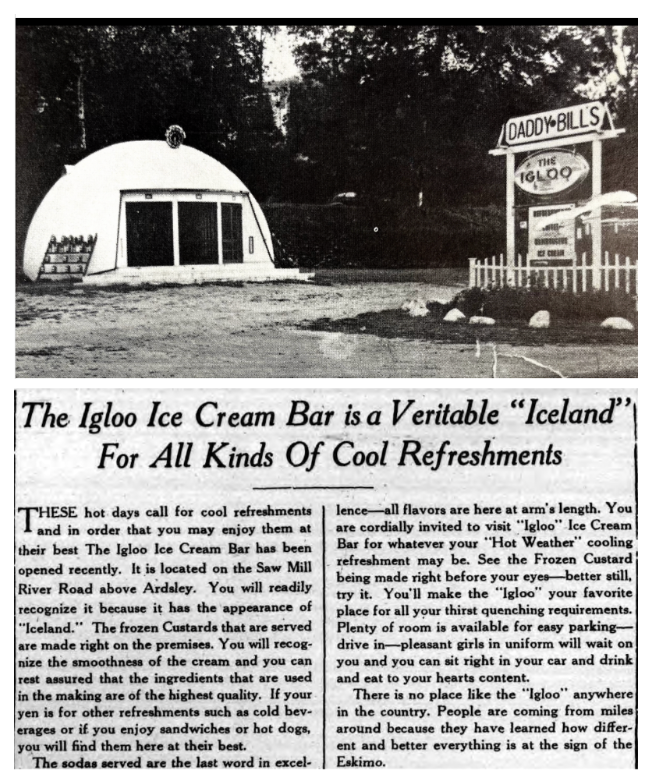 DADDY•BILL'S
THE
IGLOO
HAMBURGERS
ICE CREAM
The Igloo Ice Cream Bar is a Veritable "Iceland"
For All Kinds Of Cool Refreshments
THESE hot days call for cool refreshments
and in order that you may enjoy them at
their best The Igloo Ice Cream Bar has been
opened recently. It is located on the Saw Mill
River Road above Ardsley. You will readily
recognize it because it has the appearance of
"Iceland." The frozen Custards that are served
are made right on the premises. You will recog-
nize the smoothness of the cream and you can
rest assured that the ingredients that are used
in the making are of the highest quality. If your
yen is for other refreshments such as cold bev-
erages or if you enjoy sandwiches or hot dogs,
you will find them here at their best.
The sodas served are the last word in excel-
lence—all flavors are here at arm's length. You
are cordially invited to visit "Igloo" Ice Cream
Bar for whatever your "Hot Weather" cooling
refreshment may be. See the Frozen Custard
being made right before your eyes—better still,
try it. You'll make the "Igloo" your favorite
place for all your thirst quenching requirements.
Plenty of room is available for easy parking—
drive in—pleasant girls in uniform will wait on
you and you can sit right in your car and drink
and eat to your hearts content.
There is no place like the "Igloo" anywhere
in the country. People are coming from miles
around because they have learned how differ-
ent and better everything is at the sign of the
Eskimo.